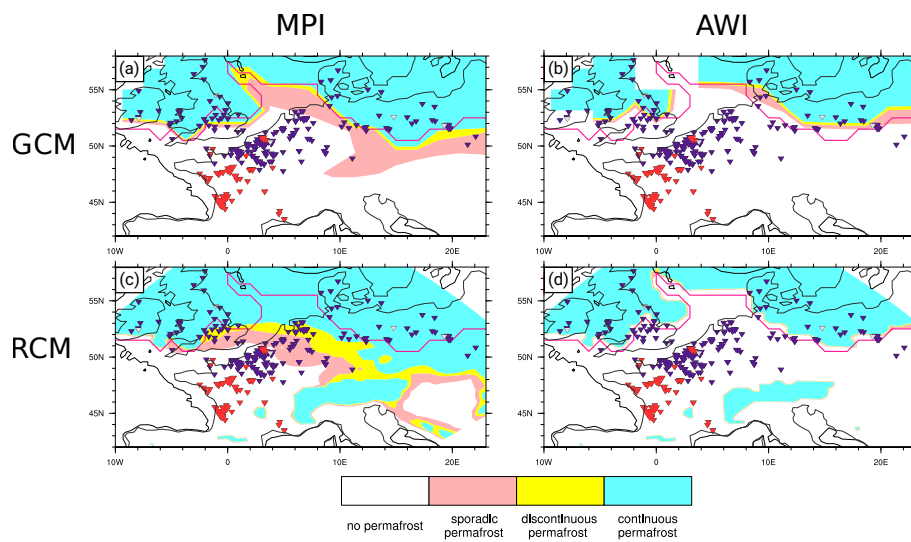 MPI AWI
GCM
(a) (b)
55N 55N
50N 50N
45N 45N
10W 0 10E 20E 10W 0 10E 20E
RCM
(c) (d)
55N 55N
50N 50N
45N 45N
10W 0 10E 20E 10W 0 10E 20E
no permafrost
sporadic
permafrost
discontinuous
permafrost
continuous
permafrost